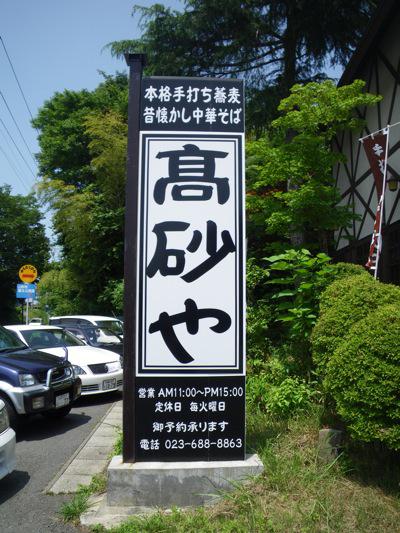 本格手打ち蕎麦
昔懐かし中華そば
髙砂や
営業 AM11:00～PM15:00
定休日 毎火曜日
御予約承ります
電話 023-688-8863